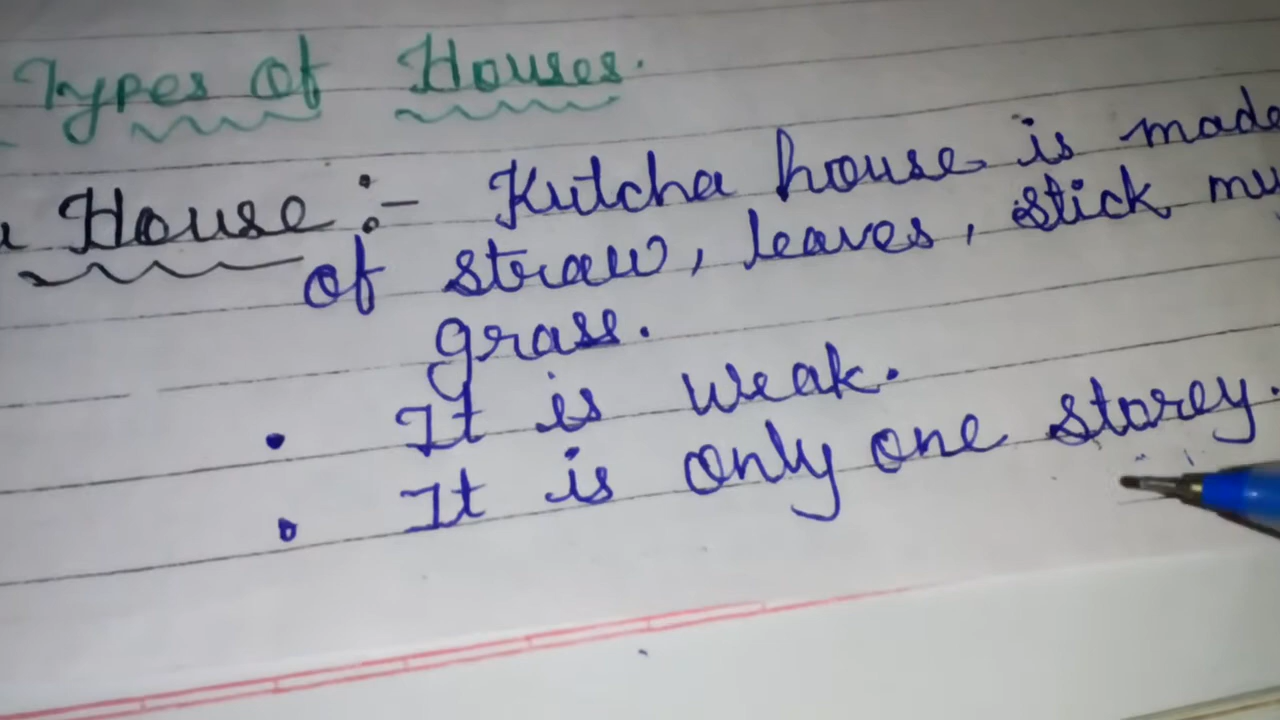 Types of Houses.
House :- Kutcha house is made
of straw, leaves, stick mu
grass.
• It is weak.
• It is only one storey.